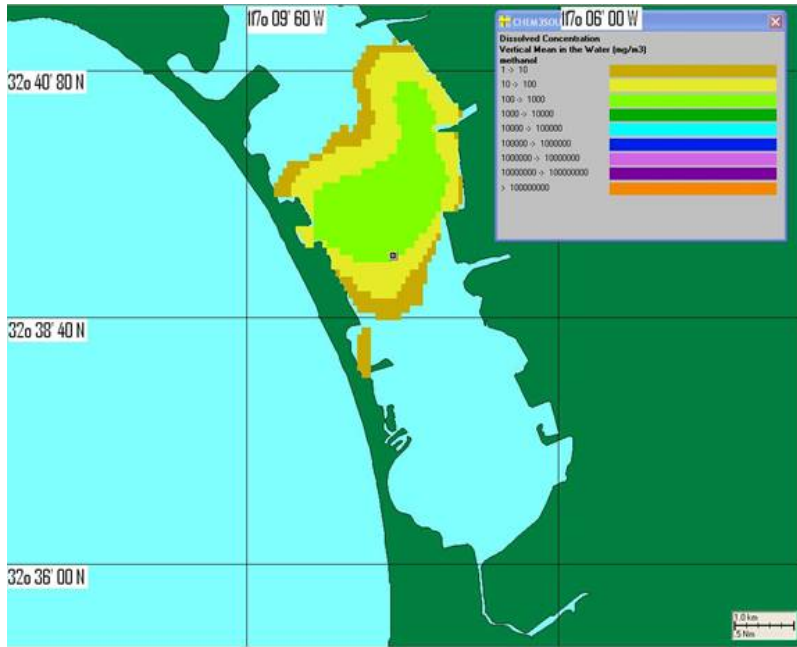 117o 09' 60 W
117o 06' 00 W
CHEM3SOU
Dissolved Concentration
Vertical Mean in the Water (mg/m3)
methanol
1 -> 10
10 -> 100
100 -> 1000
1000 -> 10000
10000 -> 100000
100000 -> 1000000
1000000 -> 10000000
10000000 -> 100000000
> 100000000
32o 40' 80 N
32o 38' 40 N
32o 36' 00 N
1.0 km
.5 Nm